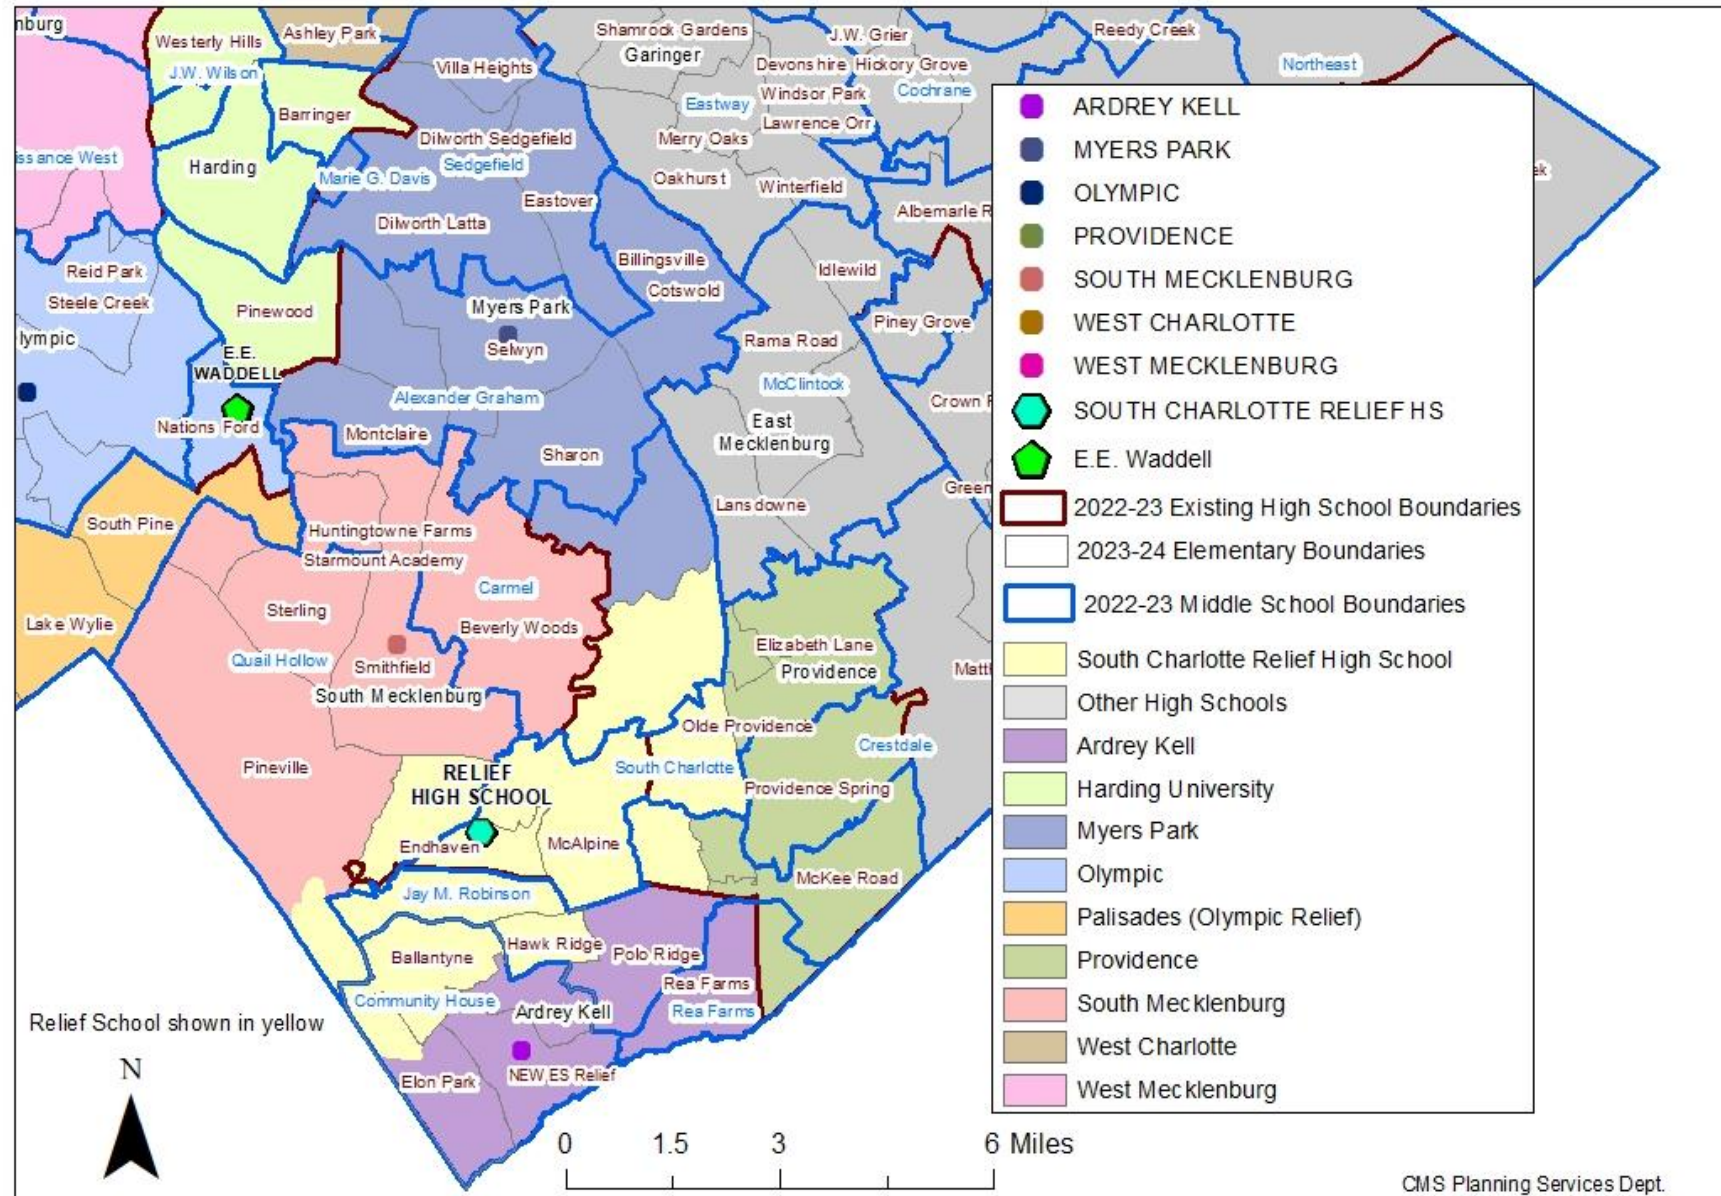 nburg
Westerly Hills
Ashley Park
J.W. Wilson
Barringer
issance West
Harding
Marie G. Davis
Villa Heights
Dilworth Sedgefield
Sedgefield
Eastover
Dilworth Latta
Shamrock Gardens
Garinger
J.W. Grier
Reedy Creek
Devonshire
Hickory Grove
Northeast
Windsor Park
Cochrane
Eastway
Lawrence Orr
Merry Oaks
Oakhurst
Winterfield
Albemarle R
ek
Reid Park
Steele Creek
lympic
Pinewood
E.E.
WADDELL
Nations Ford
Billingsville
Cotswold
Idlewild
Myers Park
Selwyn
Piney Grove
Rama Road
McClintock
Alexander Graham
Montclaire
Sharon
East
Mecklenburg
Crown
Lansdowne
Green
South Pine
Huntingtowne Farms
Starmount Academy
Carmel
Sterling
Lake Wylie
Beverly Woods
Quail Hollow
Smithfield
South Mecklenburg
Elizabeth Lane
Providence
Matth
Olde Providence
Crestdale
Pineville
RELIEF
HIGH SCHOOL
South Charlotte
Providence Spring
Endhaven
McAlpine
McKee Road
Jay M. Robinson
Hawk Ridge
Ballantyne
Polo Ridge
Rea Farms
Community House
Ardrey Kell
Rea Farms
Elon Park
NEW ES Relief
Relief School shown in yellow
N
ARDREY KELL
MYERS PARK
OLYMPIC
PROVIDENCE
SOUTH MECKLENBURG
WEST CHARLOTTE
WEST MECKLENBURG
SOUTH CHARLOTTE RELIEF HS
E.E. Waddell
2022-23 Existing High School Boundaries
2023-24 Elementary Boundaries
2022-23 Middle School Boundaries
South Charlotte Relief High School
Other High Schools
Ardrey Kell
Harding University
Myers Park
Olympic
Palisades (Olympic Relief)
Providence
South Mecklenburg
West Charlotte
West Mecklenburg
0 1.5 3 6 Miles
CMS Planning Services Dept.